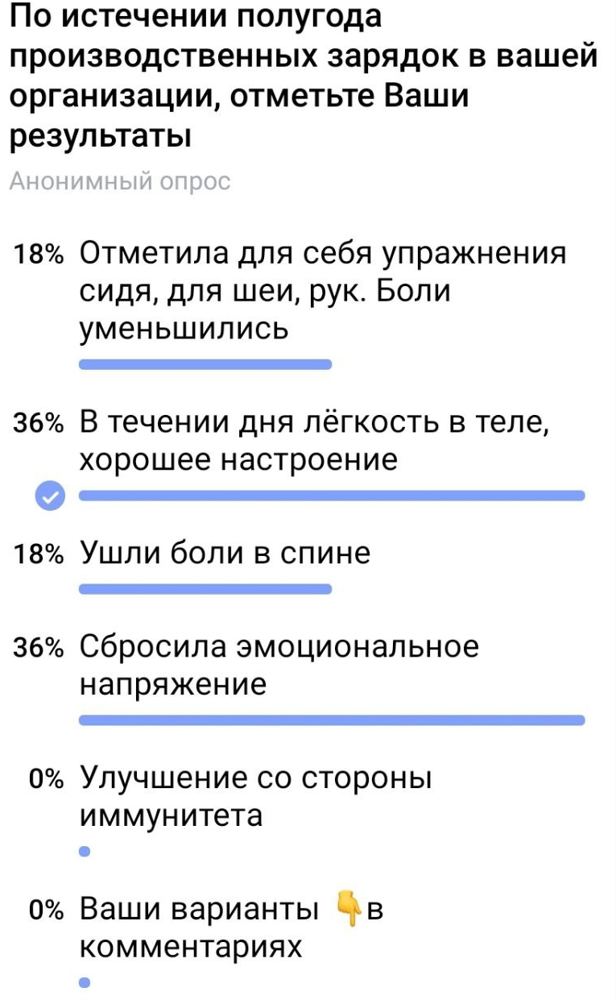 По истечении полугода
производственных зарядок в вашей
организации, отметьте Ваши
результаты
Анонимный опрос
18% Отметила для себя упражнения
сидя, для шеи, рук. Боли
уменьшились
36% В течении дня лёгкость в теле,
хорошее настроение
18% Ушли боли в спине
36% Сбросила эмоциональное
напряжение
0% Улучшение со стороны
иммунитета
0% Ваши варианты 👇в
комментариях